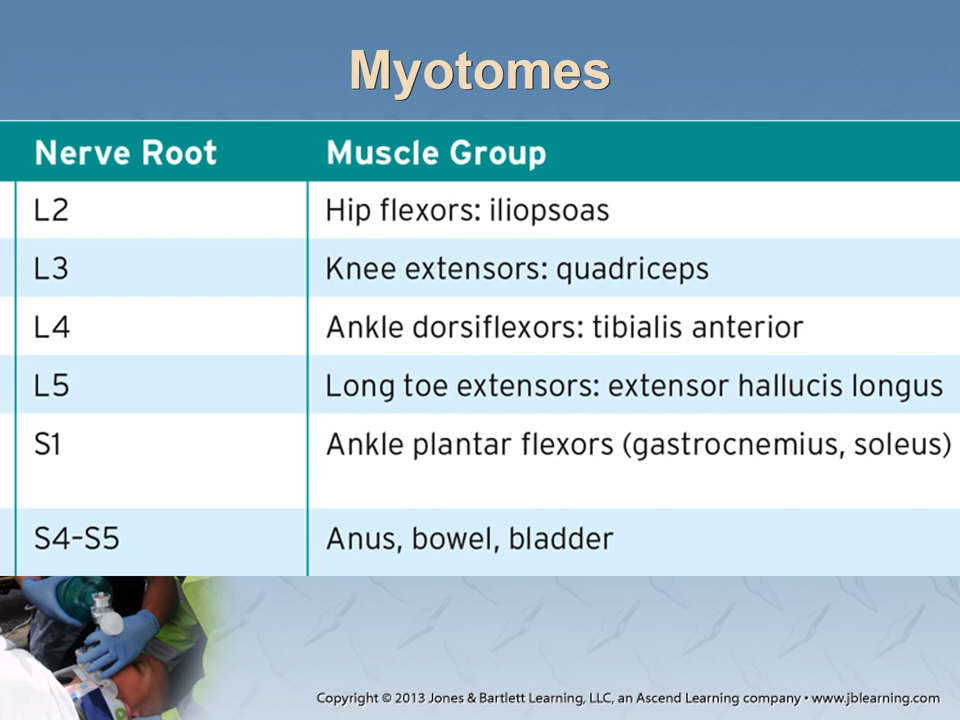 Myotomes
Nerve Root Muscle Group
L2 Hip flexors: iliopsoas
L3 Knee extensors: quadriceps
L4 Ankle dorsiflexors: tibialis anterior
L5 Long toe extensors: extensor hallucis longus
S1 Ankle plantar flexors (gastrocnemius, soleus)
S4–S5 Anus, bowel, bladder
Copyright © 2013 Jones & Bartlett Learning, LLC, an Ascend Learning company • www.jblearning.com